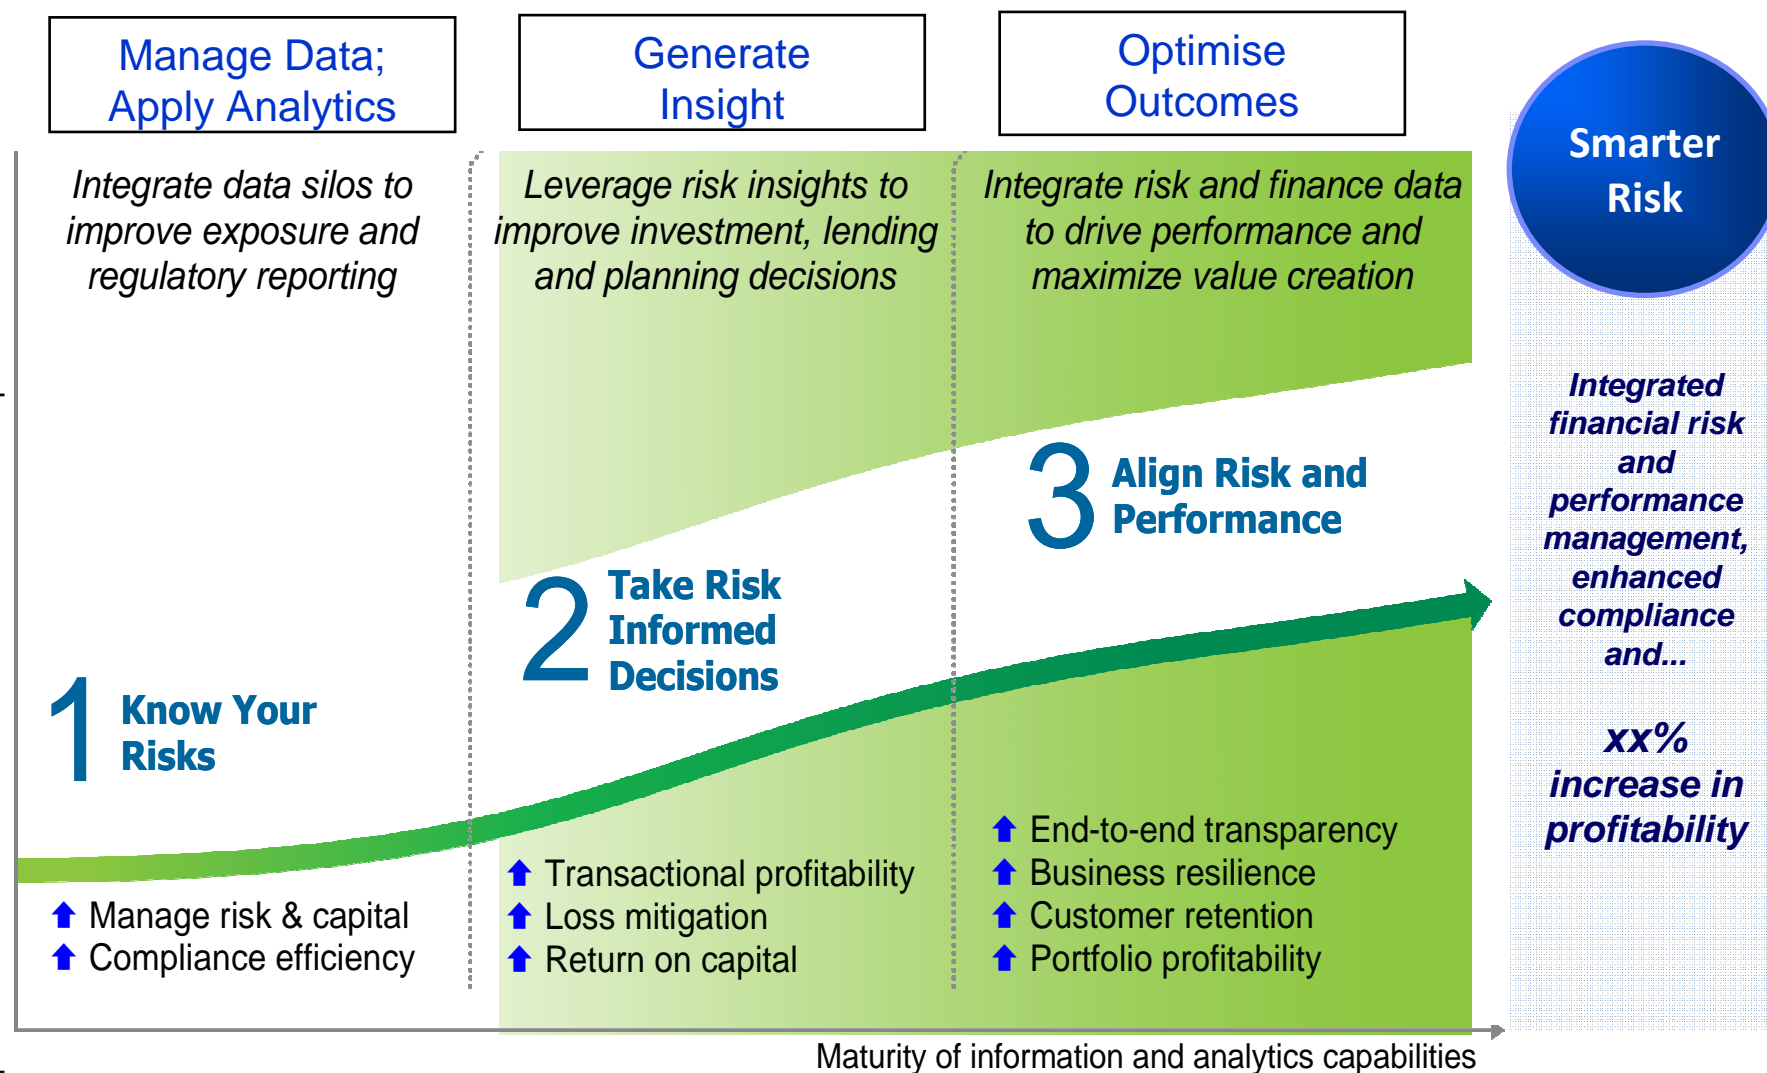 Manage Data;
Apply Analytics
Generate
Insight
Optimise
Outcomes
Smarter
Risk
Integrate data silos to
improve exposure and
regulatory reporting
Leverage risk insights to
improve investment, lending
and planning decisions
Integrate risk and finance data
to drive performance and
maximize value creation
1 Know Your
Risks
2 Take Risk
Informed
Decisions
3 Align Risk and
Performance
Manage risk & capital
Compliance efficiency
Transactional profitability
Loss mitigation
Return on capital
End-to-end transparency
Business resilience
Customer retention
Portfolio profitability
Integrated
financial risk
and
performance
management,
enhanced
compliance
and...
xx%
increase in
profitability
Maturity of information and analytics capabilities